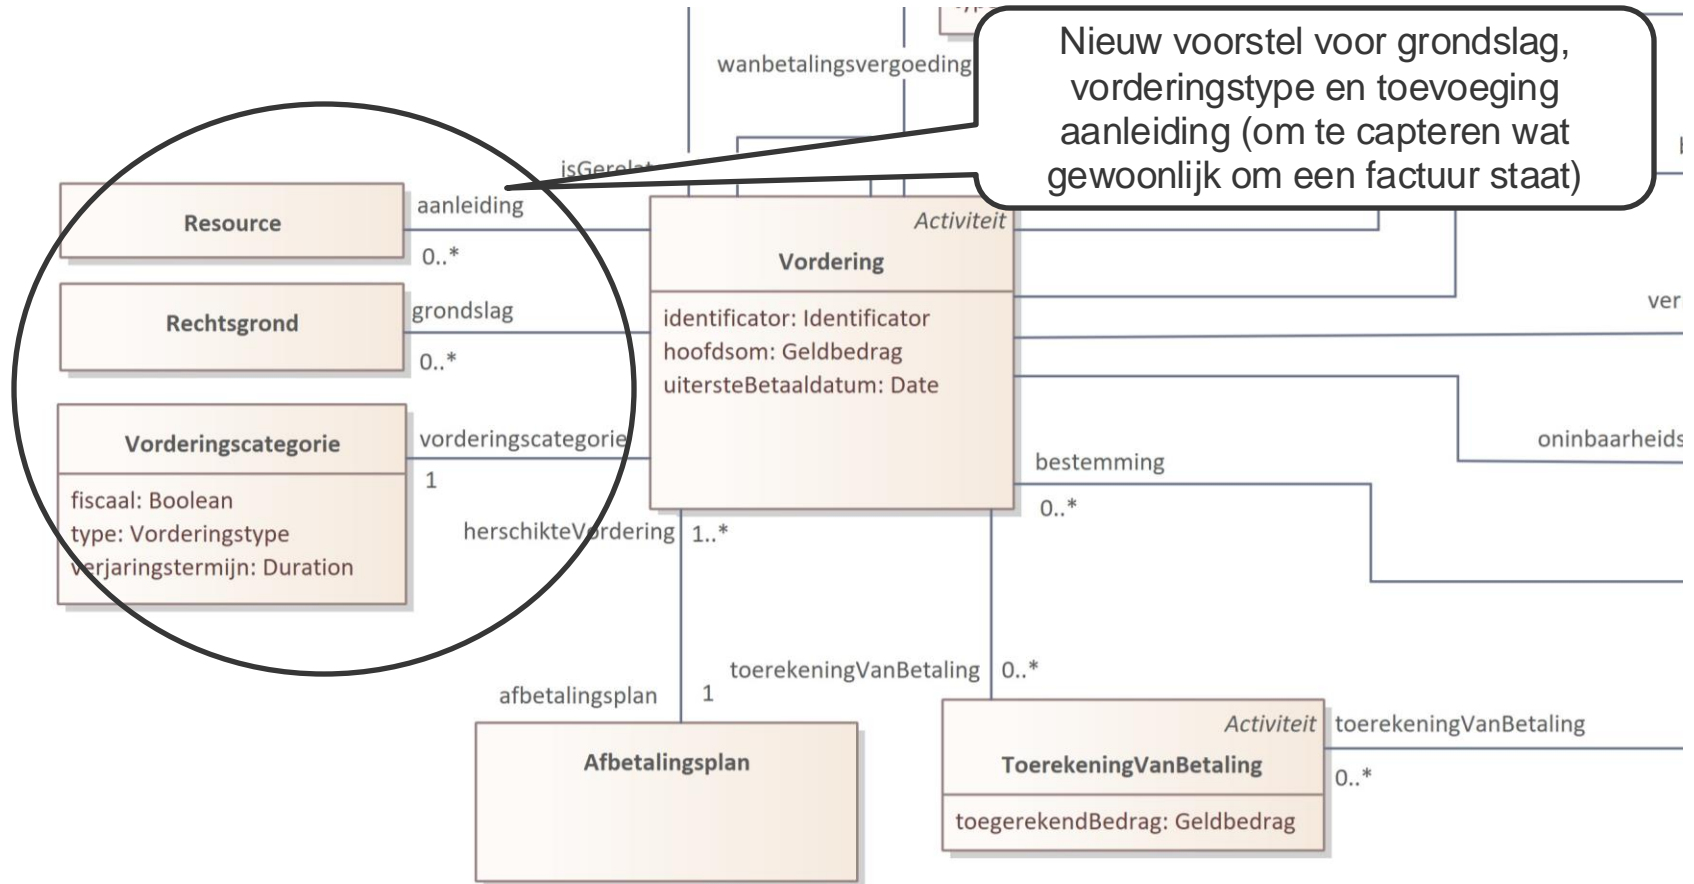 wanbetalingsvergoeding
Nieuw voorstel voor grondslag,
vorderingstype en toevoeging
aanleiding (om te capteren wat
gewoonlijk om een factuur staat)
Resource
aanleiding
0..*
Rechtsgrond
grondslag
0..*
Vorderingscategorie
fiscaal: Boolean
type: Vorderingstype
verjaringstermijn: Duration
vorderingscategorie
1
Activiteit
Vordering
identificator: Identificator
hoofdsom: Geldbedrag
uitersteBetaaldatum: Date
bestemming
0..*
herschikteVordering
1..*
afbetalingsplan
1
Afbetalingsplan
toerekeningVanBetaling
0..*
Activiteit
ToerekeningVanBetaling
toegerekendBedrag: Geldbedrag
toerekeningVanBetaling
0..*